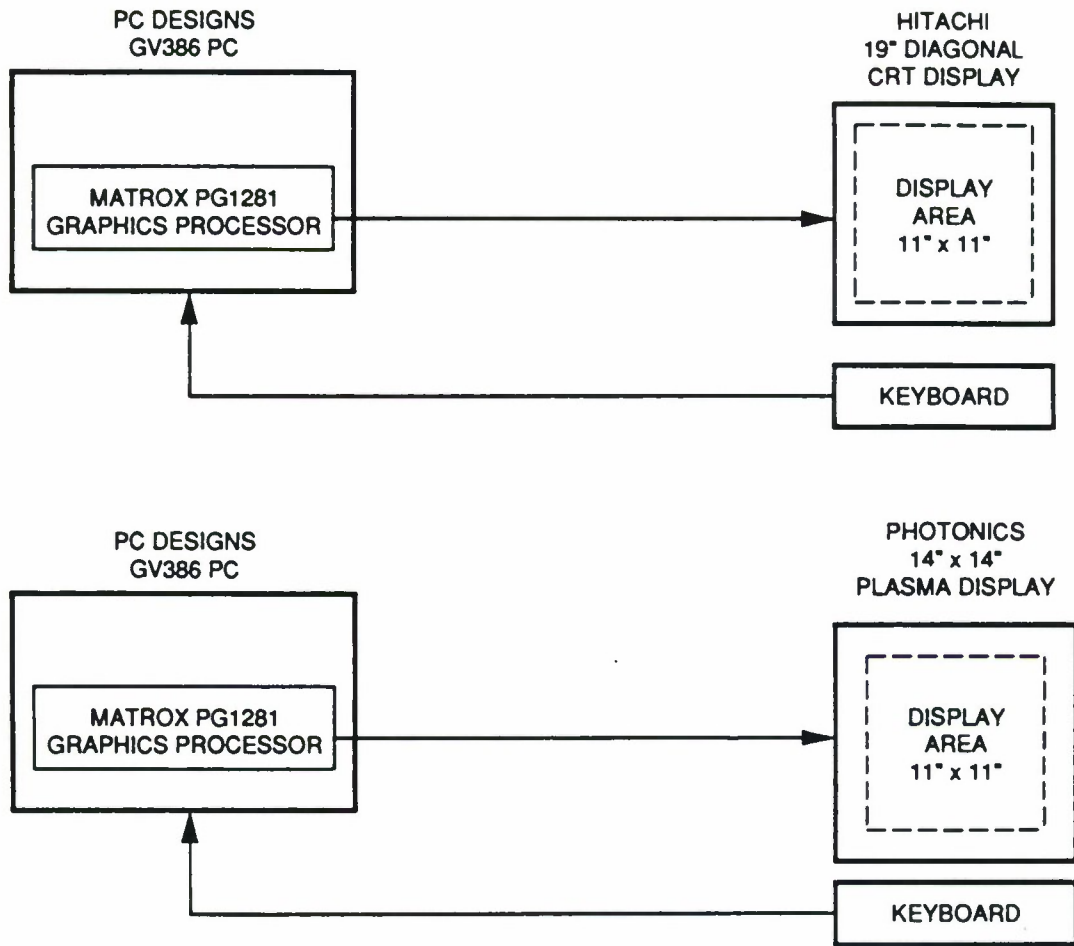 PC DESIGNS
GV386 PC
HITACHI
19" DIAGONAL
CRT DISPLAY
MATROX PG1281
GRAPHICS PROCESSOR
DISPLAY
AREA
11" x 11"
KEYBOARD
PC DESIGNS
GV386 PC
PHOTONICS
14" x 14"
PLASMA DISPLAY
MATROX PG1281
GRAPHICS PROCESSOR
DISPLAY
AREA
11" x 11"
KEYBOARD